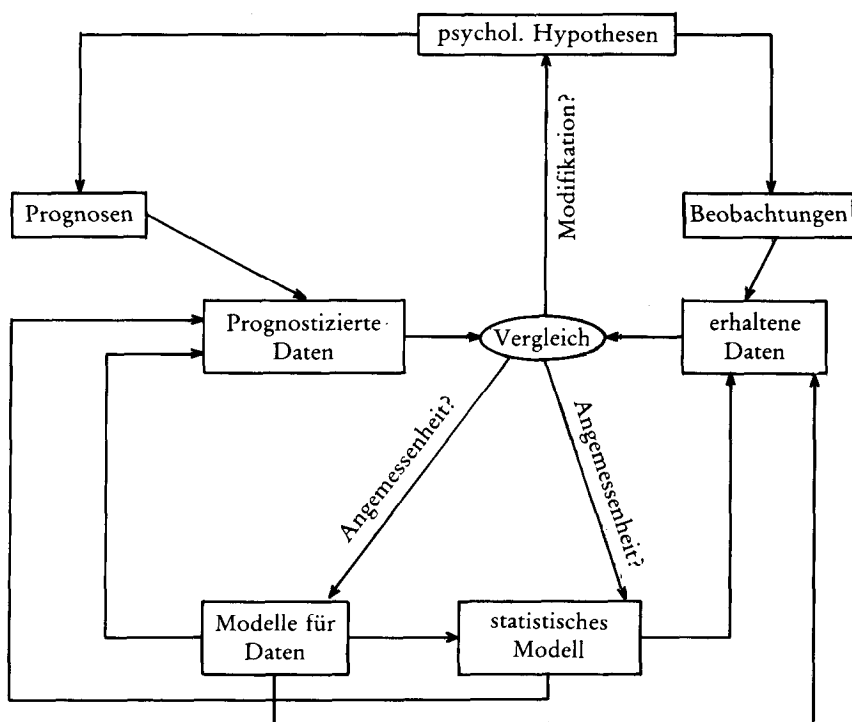 psychol. Hypothesen
Modifikation?
Prognosen
Beobachtungen
Prognostizierte
Daten
Vergleich
erhaltene
Daten
Angemessenheit?
Angemessenheit?
Modelle für
Daten
statistisches
Modell